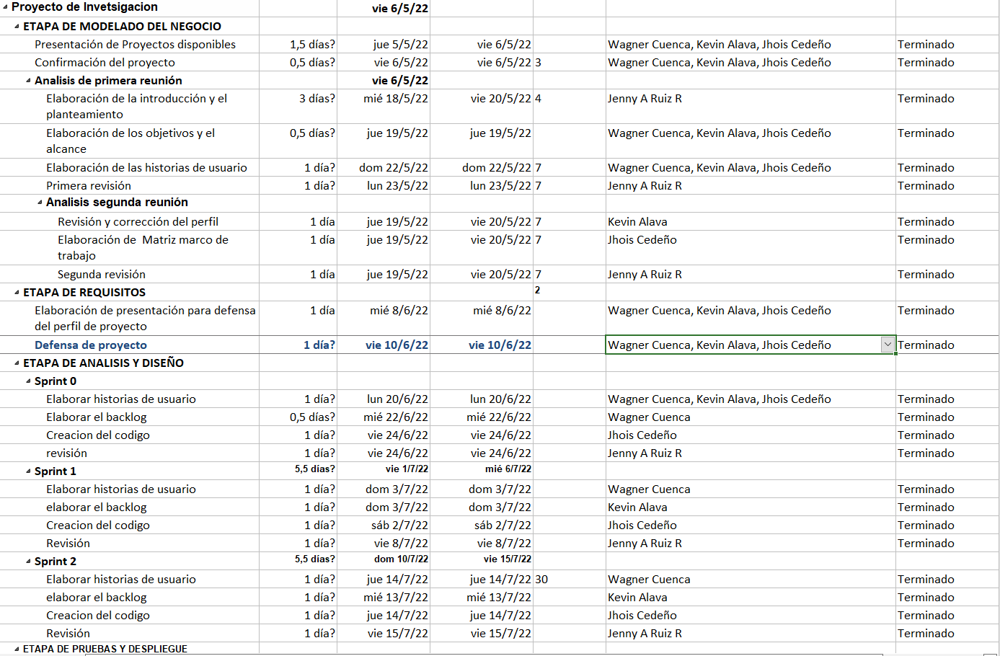 Proyecto de Invetsigacion vie 6/5/22
ETAPA DE MODELADO DEL NEGOCIO
Presentación de Proyectos disponibles 1,5 días? jue 5/5/22 vie 6/5/22 Wagner Cuenca, Kevin Alava, Jhois Cedeño Terminado
Confirmación del proyecto 0,5 días? vie 6/5/22 vie 6/5/22 3 Wagner Cuenca, Kevin Alava, Jhois Cedeño Terminado
Analisis de primera reunión vie 6/5/22
Elaboración de la introducción y el 3 días? mié 18/5/22 vie 20/5/22 4 Jenny A Ruiz R Terminado
planteamiento
Elaboración de los objetivos y el 0,5 días? jue 19/5/22 jue 19/5/22 Wagner Cuenca, Kevin Alava, Jhois Cedeño Terminado
alcance
Elaboración de las historias de usuario 1 día? dom 22/5/22 dom 22/5/22 7 Wagner Cuenca, Kevin Alava, Jhois Cedeño Terminado
Primera revisión 1 día? lun 23/5/22 lun 23/5/22 7 Jenny A Ruiz R Terminado
Analisis segunda reunión
Revisión y corrección del perfil 1 día jue 19/5/22 vie 20/5/22 7 Kevin Alava Terminado
Elaboración de Matriz marco de 1 día jue 19/5/22 vie 20/5/22 7 Jhois Cedeño Terminado
trabajo
Segunda revisión 1 día jue 19/5/22 vie 20/5/22 7 Jenny A Ruiz R Terminado
ETAPA DE REQUISITOS 2
Elaboración de presentación para defensa 1 día mié 8/6/22 mié 8/6/22 Wagner Cuenca, Kevin Alava, Jhois Cedeño Terminado
del perfil de proyecto
Defensa de proyecto 1 día? vie 10/6/22 vie 10/6/22 Wagner Cuenca, Kevin Alava, Jhois Cedeño Terminado
ETAPA DE ANALISIS Y DISEÑO
Sprint 0
Elaborar historias de usuario 1 día? lun 20/6/22 lun 20/6/22 Wagner Cuenca, Kevin Alava, Jhois Cedeño Terminado
Elaborar el backlog 0,5 días? mié 22/6/22 mié 22/6/22 Wagner Cuenca Terminado
Creacion del codigo 1 día? vie 24/6/22 vie 24/6/22 Jhois Cedeño Terminado
revisión 1 día? vie 24/6/22 vie 24/6/22 Jenny A Ruiz R Terminado
Sprint 1 5,5 días? vie 1/7/22 mié 6/7/22
Elaborar historias de usuario 1 día? dom 3/7/22 dom 3/7/22 Wagner Cuenca Terminado
elaborar el backlog 1 día? dom 3/7/22 dom 3/7/22 Kevin Alava Terminado
Creacion del codigo 1 día? sáb 2/7/22 sáb 2/7/22 Jhois Cedeño Terminado
Revisión 1 día? vie 8/7/22 vie 8/7/22 Jenny A Ruiz R Terminado
Sprint 2 5,5 días? dom 10/7/22 vie 15/7/22
Elaborar historias de usuario 1 día? jue 14/7/22 jue 14/7/22 30 Wagner Cuenca Terminado
elaborar el backlog 1 día? mié 13/7/22 mié 13/7/22 Kevin Alava Terminado
Creacion del codigo 1 día? jue 14/7/22 jue 14/7/22 Jhois Cedeño Terminado
Revisión 1 día? vie 15/7/22 vie 15/7/22 Jenny A Ruiz R Terminado
ETAPA DE PRUEBAS Y DESPLIEGUE